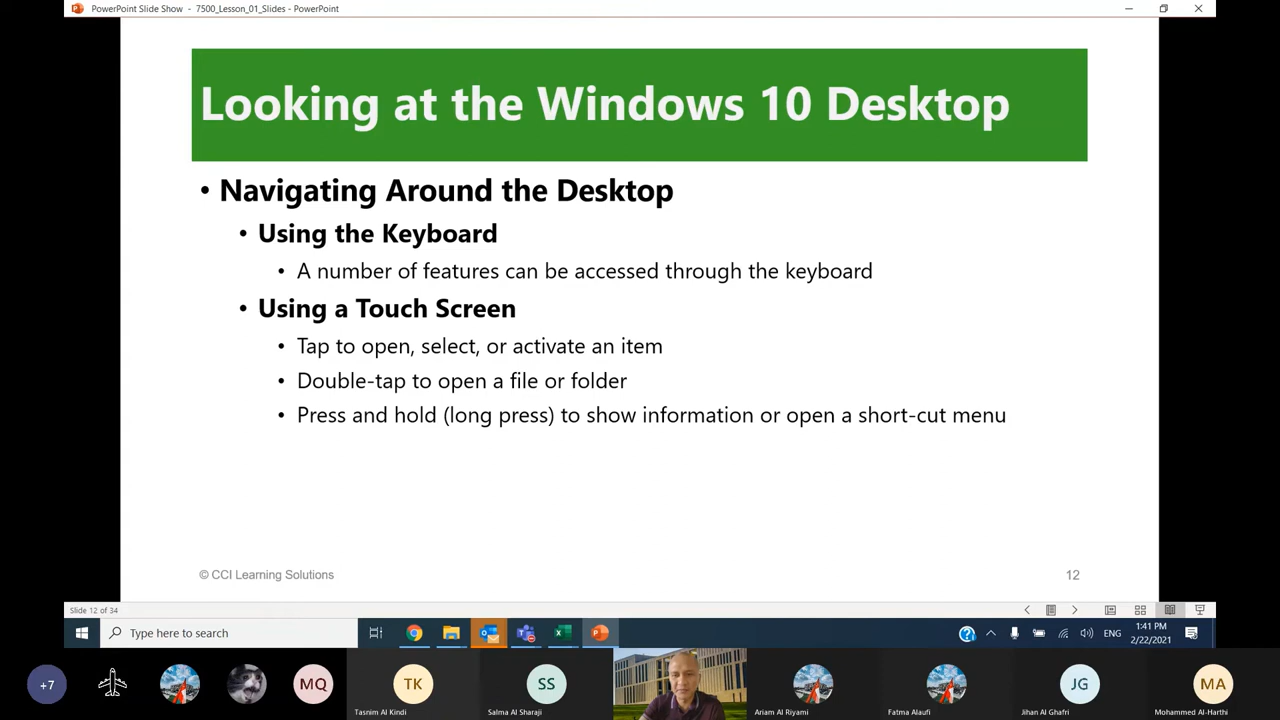 PowerPoint Slide Show - 7500_Lesson_01_Slides - PowerPoint
Looking at the Windows 10 Desktop
• Navigating Around the Desktop
• Using the Keyboard
• A number of features can be accessed through the keyboard
• Using a Touch Screen
• Tap to open, select, or activate an item
• Double-tap to open a file or folder
• Press and hold (long press) to show information or open a short-cut menu
© CCI Learning Solutions
12
Slide 12 of 34
Type here to search
ENG
1:41 PM
2/22/2021
+7
MQ
TK
SS
JG
MA
Tasnim Al Kindi
Salma Al Sharaji
Ariam Al Riyami
Fatma Alaufi
Jihan Al Ghafri
Mohammed Al-Harthi